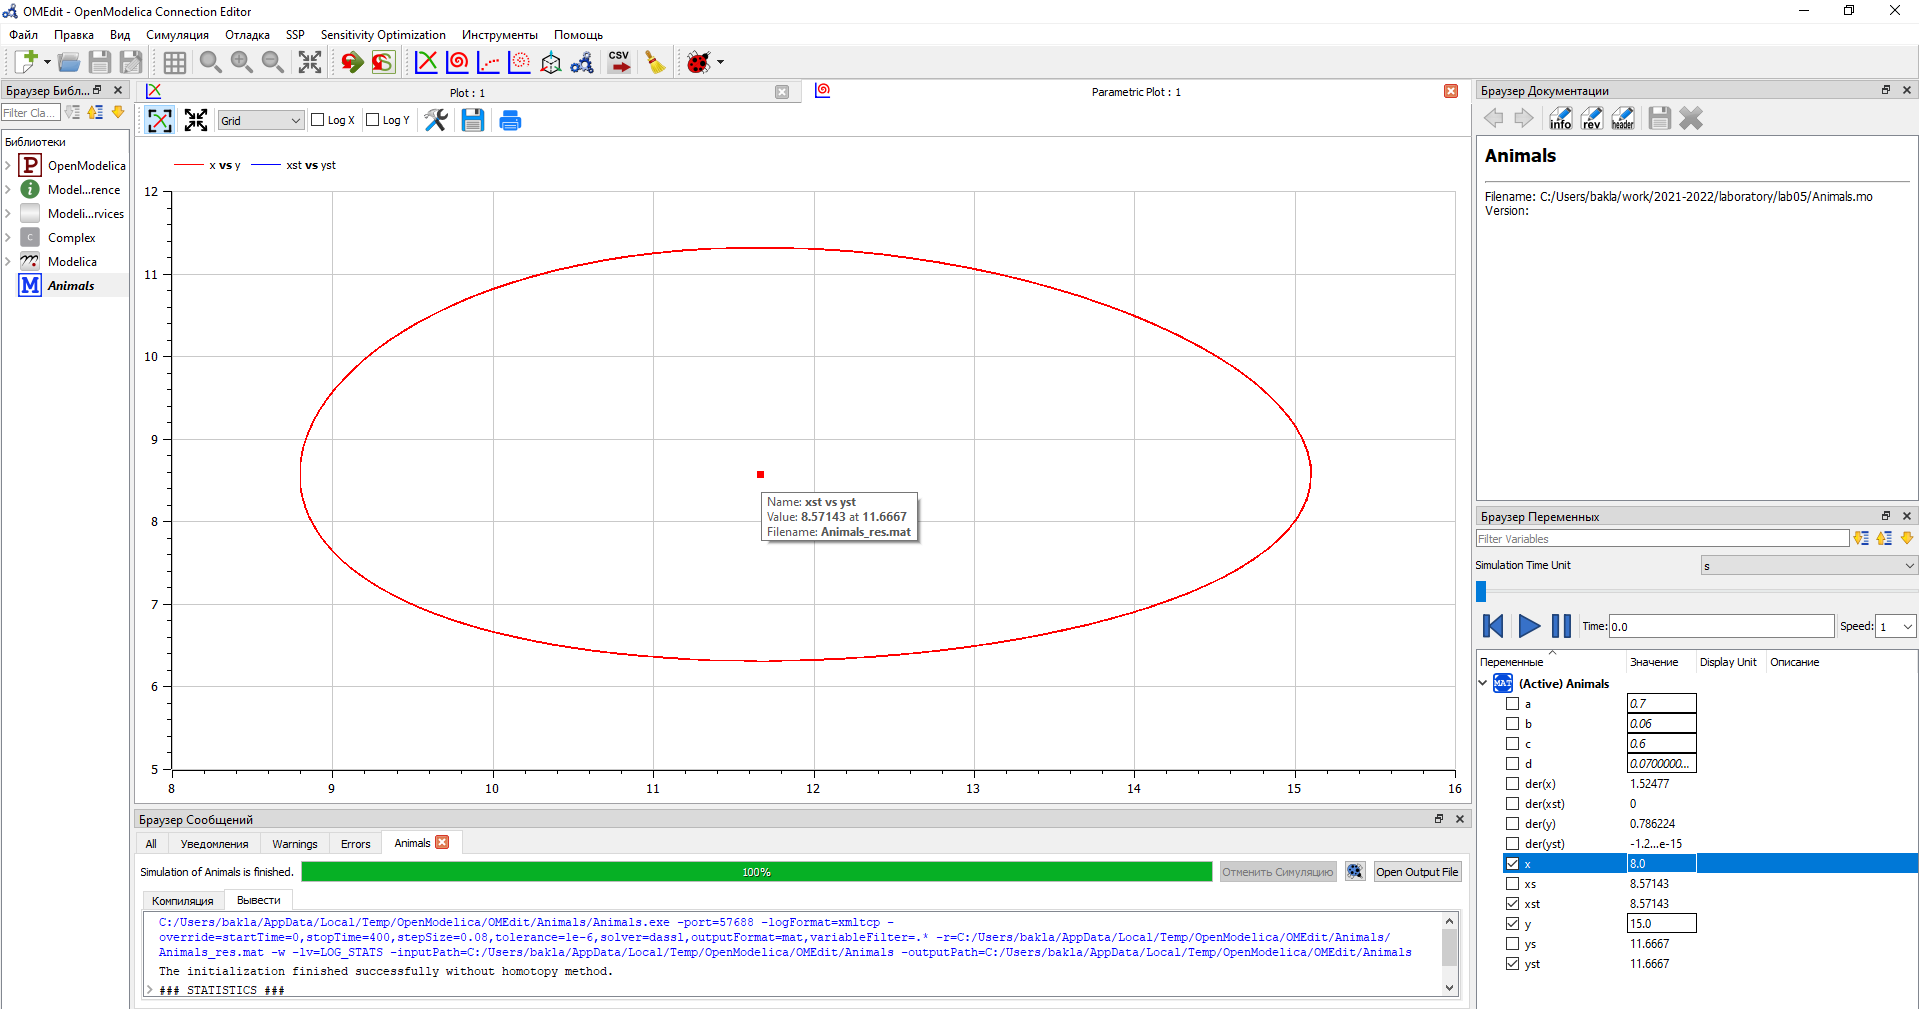 OMEdit - OpenModelica Connection Editor
Файл Правка Вид Симуляция Отладка SSP Sensitivity Optimization Инструменты Помощь
CSV
Браузер Библ...
Filter Cla...
Библиотеки
P OpenModelica
i Model...rence
Modeli...rvices
C Complex
Modelica
M Animals
Plot : 1
Parametric Plot : 1
Grid Log X Log Y
x vs y xst vs yst
12
11
10
9
8
7
6
5
8 9 10 11 12 13 14 15 16
Name: xst vs yst
Value: 8.57143 at 11.6667
Filename: Animals_res.mat
Браузер Сообщений
All Уведомления Warnings Errors Animals
Simulation of Animals is finished. 100% Отменить Симуляцию Open Output File
Компиляция Вывести
C:/Users/bakla/AppData/Local/Temp/OpenModelica/OMEdit/Animals/Animals.exe -port=57688 -logFormat=xmltcp -
override=startTime=0,stopTime=400,stepSize=0.08,tolerance=1e-6,solver=dassl,outputFormat=mat,variableFilter=.* -r=C:/Users/bakla/AppData/Local/Temp/OpenModelica/OMEdit/Animals/
Animals_res.mat -w -lv=LOG_STATS -inputPath=C:/Users/bakla/AppData/Local/Temp/OpenModelica/OMEdit/Animals -outputPath=C:/Users/bakla/AppData/Local/Temp/OpenModelica/OMEdit/Animals
The initialization finished successfully without homotopy method.
### STATISTICS ###
Браузер Документации
info rev header
Animals
Filename: C:/Users/bakla/work/2021-2022/laboratory/lab05/Animals.mo
Version:
Браузер Переменных
Filter Variables
Simulation Time Unit s
Time: 0.0 Speed: 1
Переменные Значение Display Unit Описание
MAT (Active) Animals
a 0.7
b 0.06
c 0.6
d 0.0700000...
der(x) 1.52477
der(xst) 0
der(y) 0.786224
der(yst) -1.2...e-15
x 8.0
xs 8.57143
xst 8.57143
y 15.0
ys 11.6667
yst 11.6667